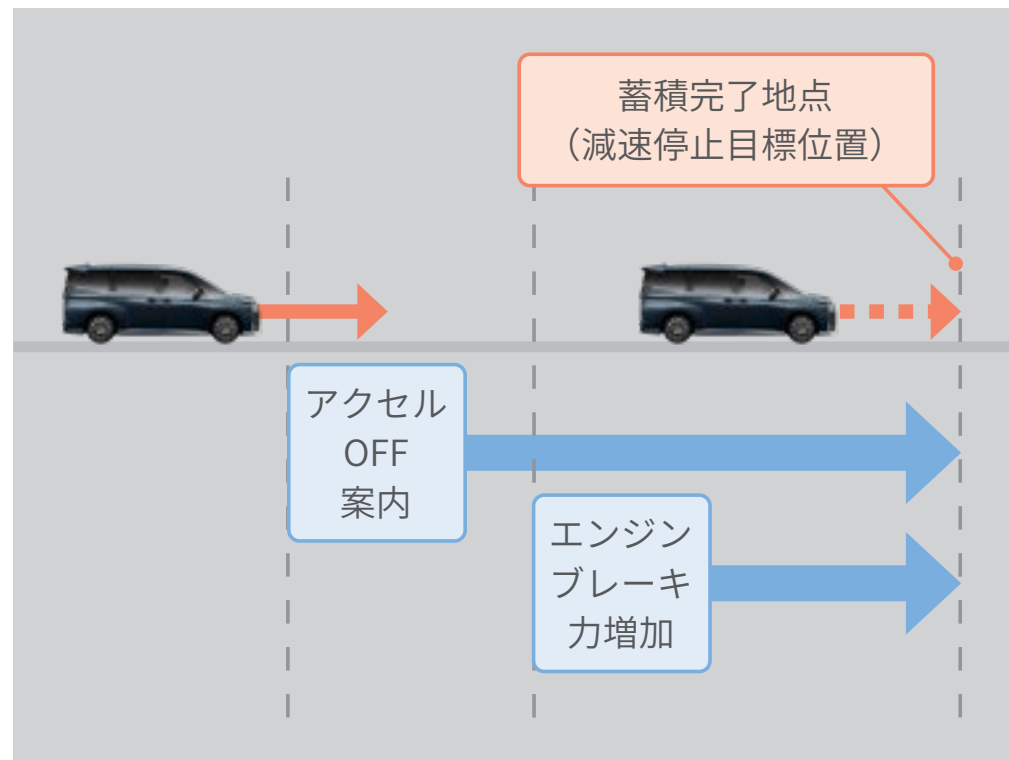 蓄積完了地点
（減速停止目標位置）
アクセル
OFF
案内
エンジン
ブレーキ
力増加